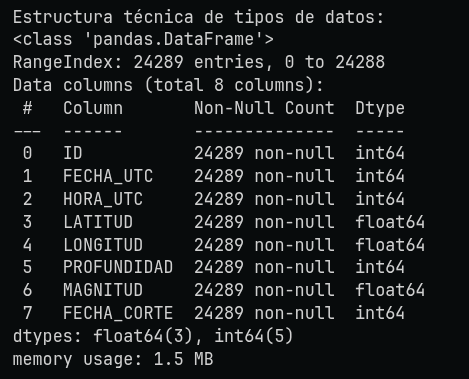 Estructura técnica de tipos de datos:
<class 'pandas.DataFrame'>
RangeIndex: 24289 entries, 0 to 24288
Data columns (total 8 columns):
 #   Column       Non-Null Count  Dtype
---  ------       --------------  -----
 0   ID           24289 non-null  int64
 1   FECHA_UTC    24289 non-null  int64
 2   HORA_UTC     24289 non-null  int64
 3   LATITUD      24289 non-null  float64
 4   LONGITUD     24289 non-null  float64
 5   PROFUNDIDAD  24289 non-null  int64
 6   MAGNITUD     24289 non-null  float64
 7   FECHA_CORTE  24289 non-null  int64
dtypes: float64(3), int64(5)
memory usage: 1.5 MB